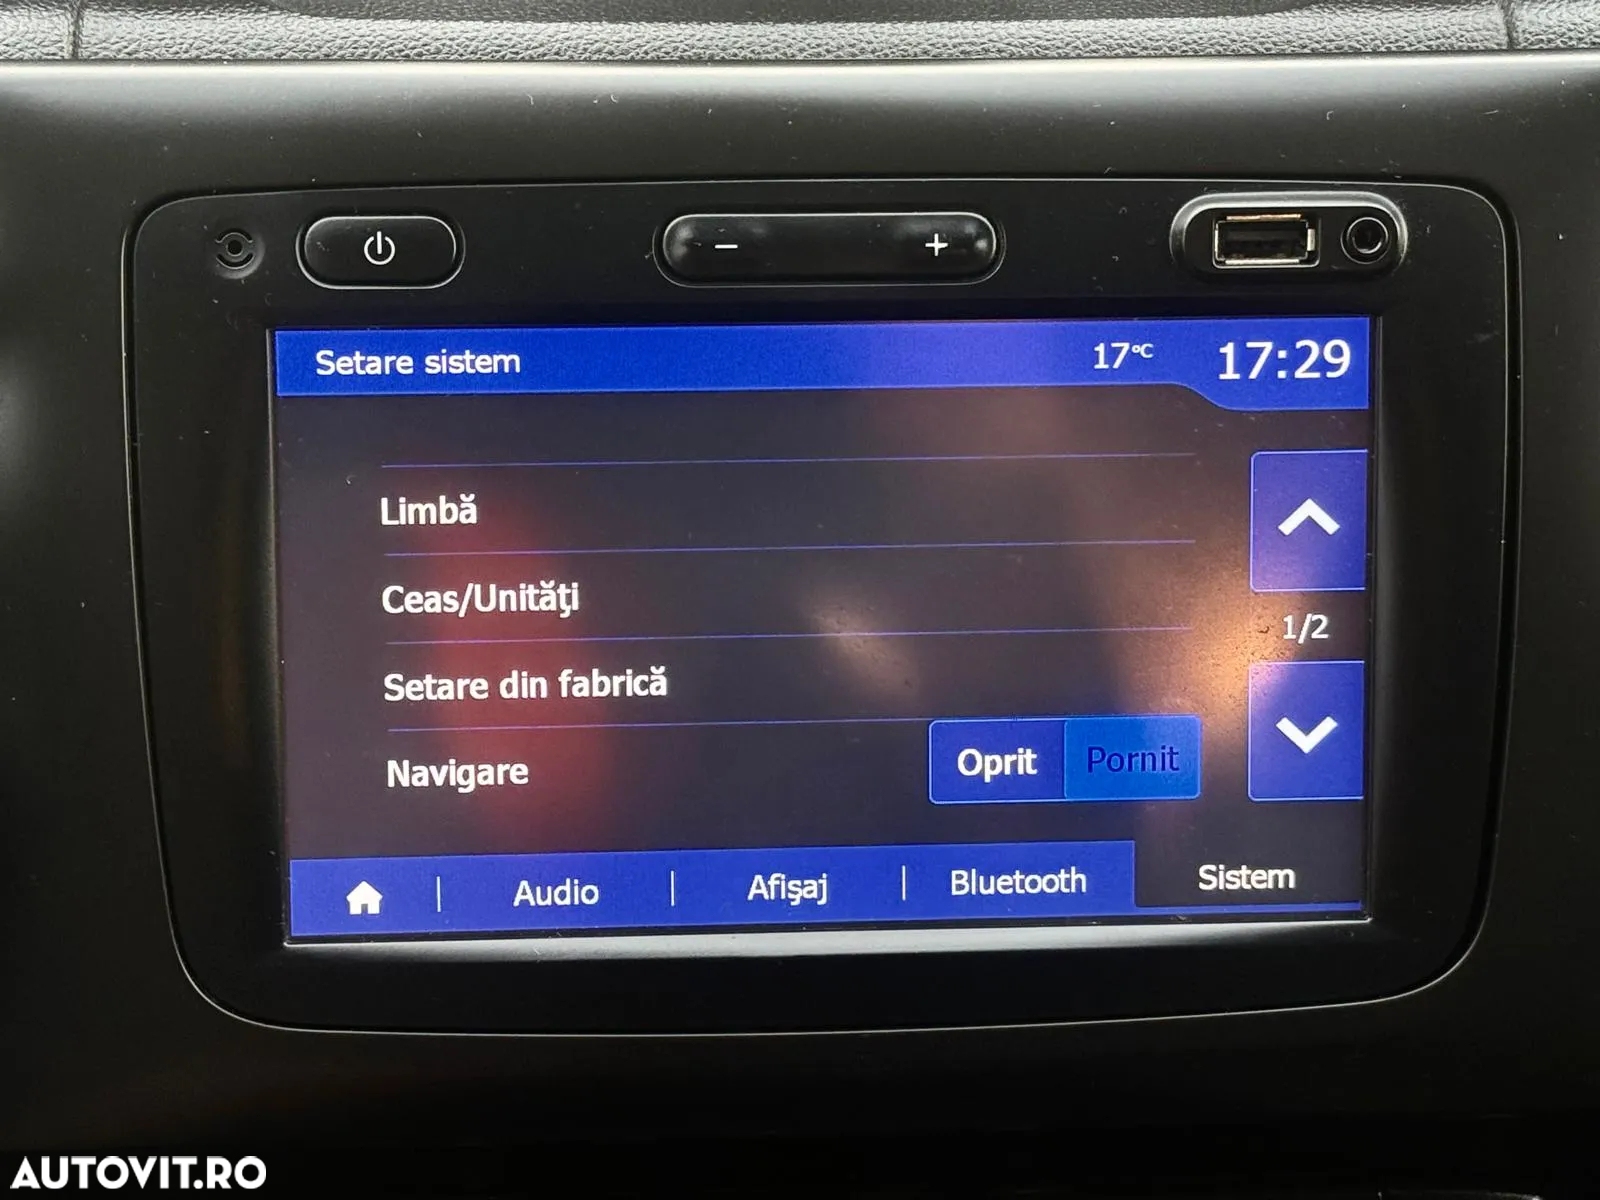 Setare sistem 17°C 17:29
Limbă
Ceas/Unităţi
1/2
Setare din fabrică
Navigare Oprit Pornit
Audio Afişaj Bluetooth Sistem
AUTOVIT.RO